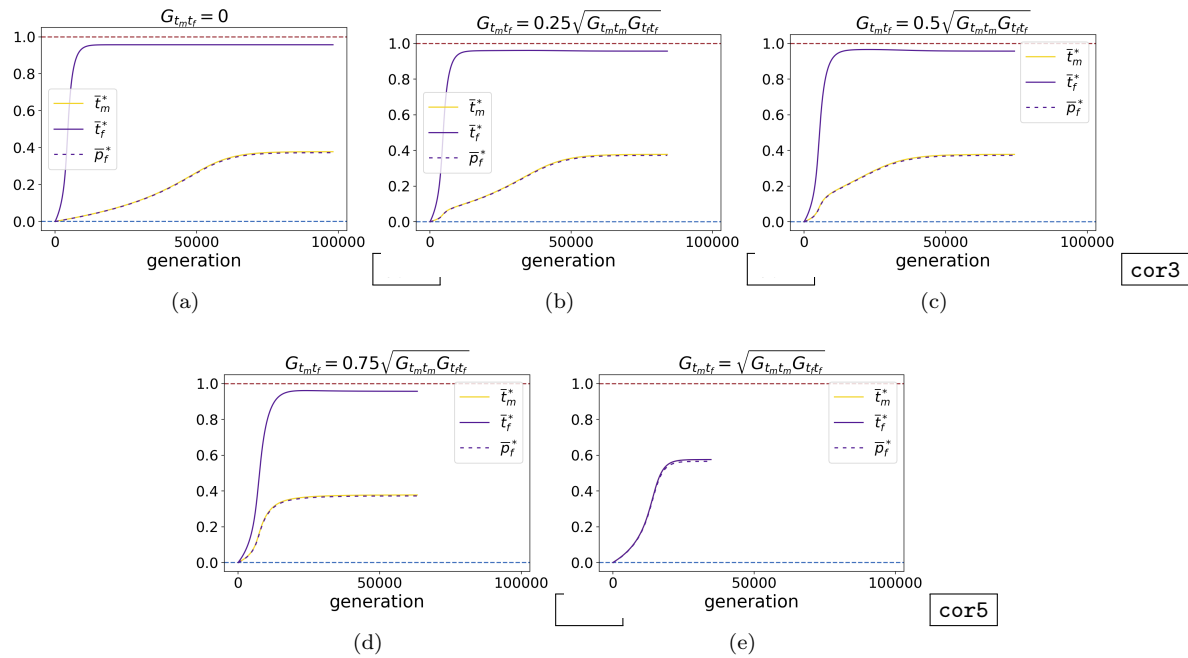 G_{t_m t_f} = 0
1.0
0.8
0.6
0.4
0.2
0.0
t̄*_m
t̄*_f
p̄*_f
0 50000 100000
generation
(a)
G_{t_m t_f} = 0.25√(G_{t_m t_m} G_{t_f t_f})
1.0
0.8
0.6
0.4
0.2
0.0
t̄*_m
t̄*_f
p̄*_f
0 50000 100000
generation
(b)
G_{t_m t_f} = 0.5√(G_{t_m t_m} G_{t_f t_f})
1.0
0.8
0.6
0.4
0.2
0.0
t̄*_m
t̄*_f
p̄*_f
0 50000 100000
generation
(c)
cor3
G_{t_m t_f} = 0.75√(G_{t_m t_m} G_{t_f t_f})
1.0
0.8
0.6
0.4
0.2
0.0
t̄*_m
t̄*_f
p̄*_f
0 50000 100000
generation
(d)
G_{t_m t_f} = √(G_{t_m t_m} G_{t_f t_f})
1.0
0.8
0.6
0.4
0.2
0.0
t̄*_m
t̄*_f
p̄*_f
0 50000 100000
generation
(e)
cor5